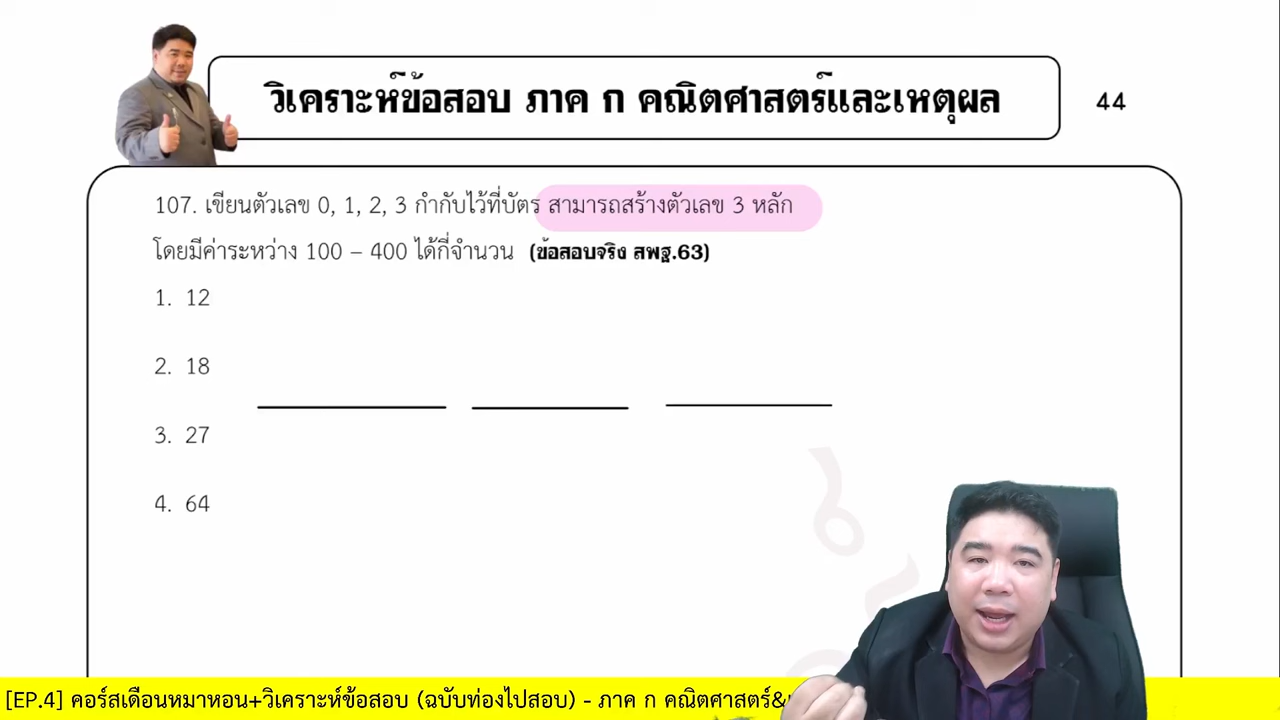 วิเคราะห์ข้อสอบ ภาค ก คณิตศาสตร์และเหตุผล
44
107. เขียนตัวเลข 0, 1, 2, 3 กำกับไว้ที่บัตร สามารถสร้างตัวเลข 3 หลัก
โดยมีค่าระหว่าง 100 – 400 ได้กี่จำนวน (ข้อสอบจริง สพฐ.63)
1. 12
2. 18
3. 27
4. 64
[EP.4] คอร์สเดือนหมาหอน+วิเคราะห์ข้อสอบ (ฉบับท่องไปสอบ) - ภาค ก คณิตศาสตร์&